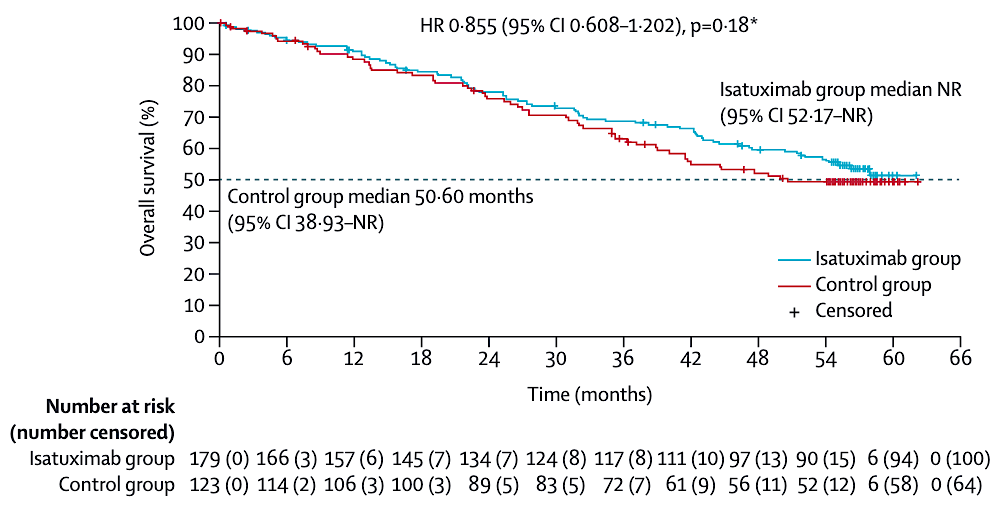 HR 0·855 (95% CI 0·608–1·202), p=0·18*
Isatuximab group median NR
(95% CI 52·17–NR)
Control group median 50·60 months
(95% CI 38·93–NR)
Overall survival (%)
100
90
80
70
60
50
40
30
20
10
0
Isatuximab group
Control group
Censored
0 6 12 18 24 30 36 42 48 54 60 66
Time (months)
Number at risk
(number censored)
Isatuximab group 179 (0) 166 (3) 157 (6) 145 (7) 134 (7) 124 (8) 117 (8) 111 (10) 97 (13) 90 (15) 6 (94) 0 (100)
Control group 123 (0) 114 (2) 106 (3) 100 (3) 89 (5) 83 (5) 72 (7) 61 (9) 56 (11) 52 (12) 6 (58) 0 (64)